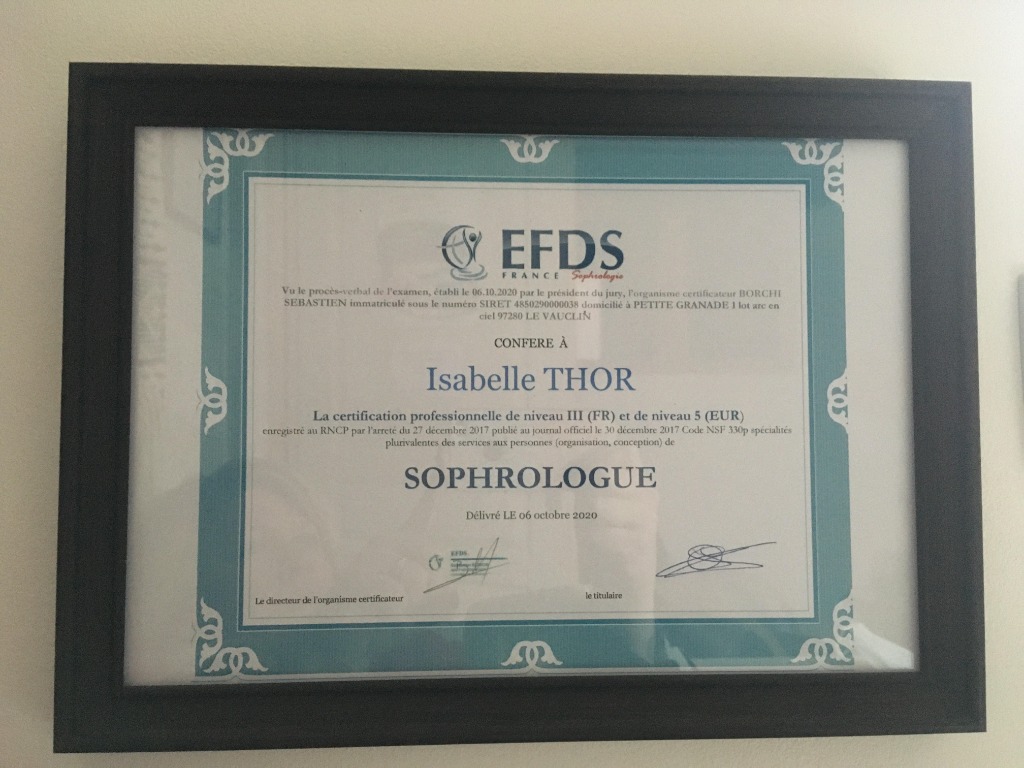 EFDS
FRANCE Sophrologie
Vu le procès-verbal de l'examen, établi le 06.10.2020 par le président du jury, l'organisme certificateur BORCHI
SEBASTIEN immatriculé sous le numéro SIRET 4850290000038 domicilié à PETITE GRANADE 1 lot arc en
ciel 97280 LE VAUCLIN
CONFERE À
Isabelle THOR
La certification professionnelle de niveau III (FR) et de niveau 5 (EUR)
enregistré au RNCP par l'arreté du 27 décembre 2017 publié au journal officiel le 30 décembre 2017 Code NSF 330p spécialités
plurivalentes des services aux personnes (organisation, conception) de
SOPHROLOGUE
Délivré LE 06 octobre 2020
EFDS
Le directeur de l'organisme certificateur
le titulaire